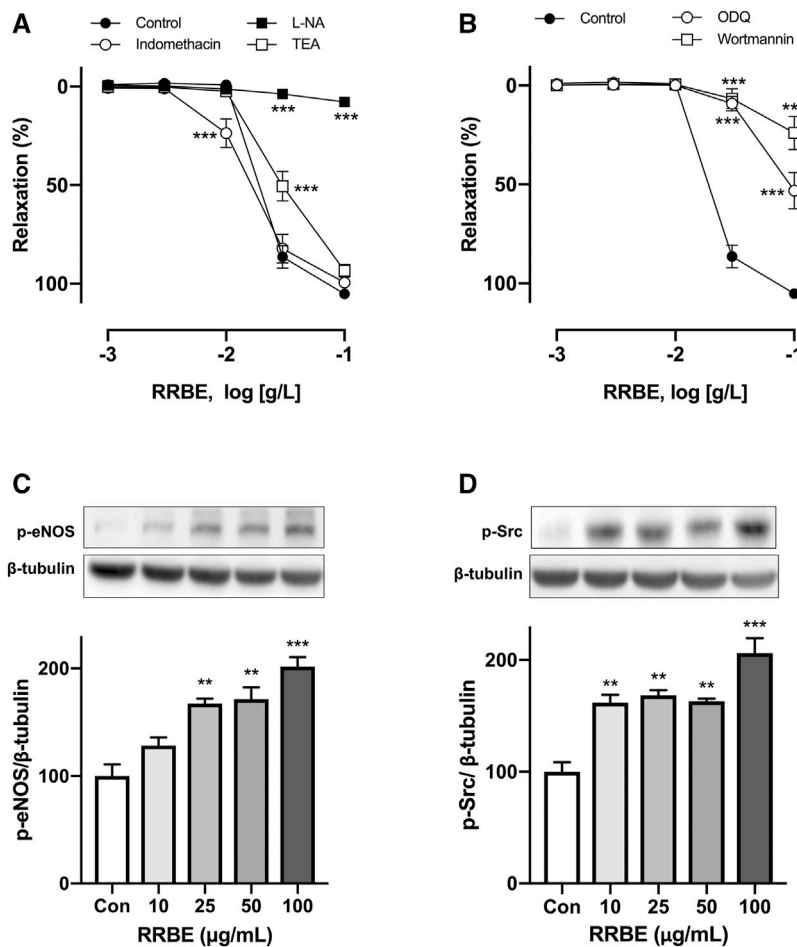 A
Control
L-NA
Indomethacin
TEA
Relaxation (%)
0
50
100
***
***
***
***
-3
-2
-1
RRBE, log [g/L]
B
Control
ODQ
Wortmannin
Relaxation (%)
0
50
100
***
***
**
***
-3
-2
-1
RRBE, log [g/L]
C
p-eNOS
β-tubulin
p-eNOS/β-tubulin
200
100
0
**
**
***
Con
10
25
50
100
RRBE (μg/mL)
D
p-Src
β-tubulin
p-Src/ β-tubulin
200
100
0
**
**
**
***
Con
10
25
50
100
RRBE (μg/mL)